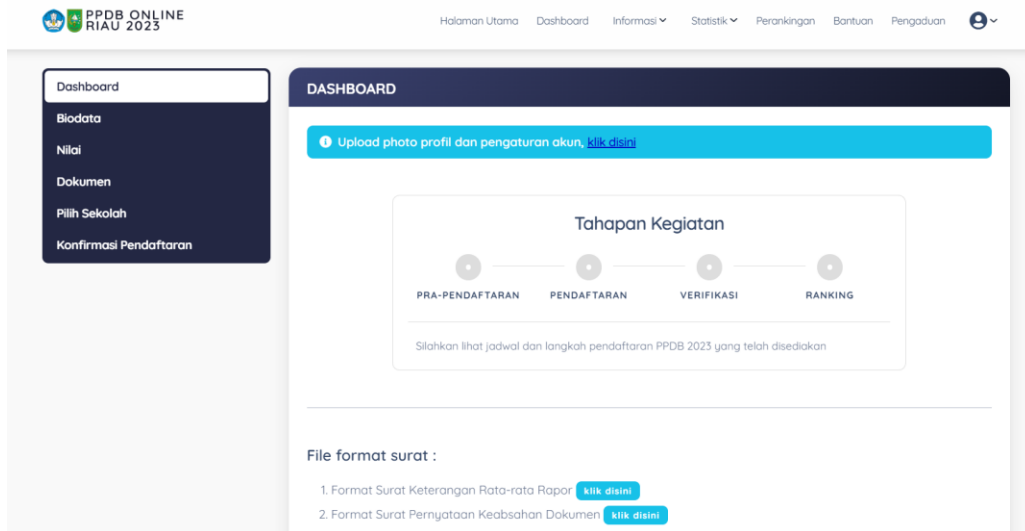 PPDB ONLINE
RIAU 2023
Halaman Utama Dashboard Informasi Statistik Perankingan Bantuan Pengaduan
Dashboard
Biodata
Nilai
Dokumen
Pilih Sekolah
Konfirmasi Pendaftaran
DASHBOARD
Upload photo profil dan pengaturan akun, klik disini
Tahapan Kegiatan
PRA-PENDAFTARAN PENDAFTARAN VERIFIKASI RANKING
Silahkan lihat jadwal dan langkah pendaftaran PPDB 2023 yang telah disediakan
File format surat :
1. Format Surat Keterangan Rata-rata Rapor klik disini
2. Format Surat Pernyataan Keabsahan Dokumen klik disini